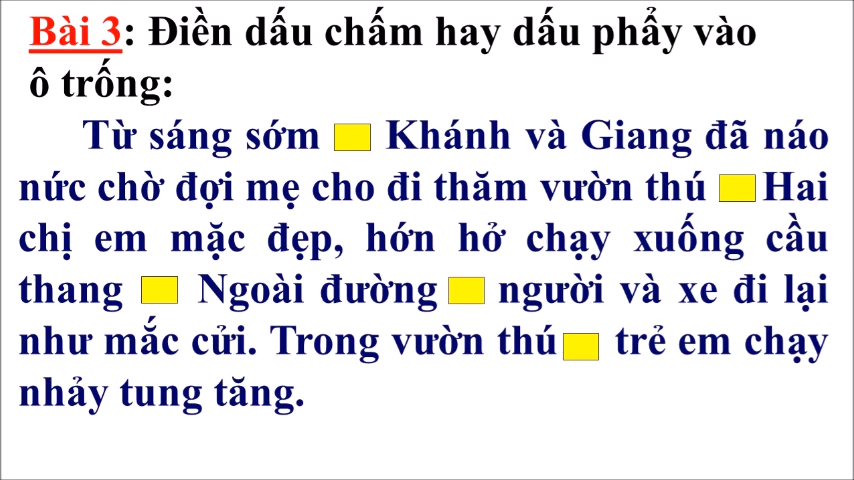 Bài 3: Điền dấu chấm hay dấu phẩy vào
ô trống:
Từ sáng sớm Khánh và Giang đã náo
nức chờ đợi mẹ cho đi thăm vườn thú Hai
chị em mặc đẹp, hớn hở chạy xuống cầu
thang Ngoài đường người và xe đi lại
như mắc cửi. Trong vườn thú trẻ em chạy
nhảy tung tăng.